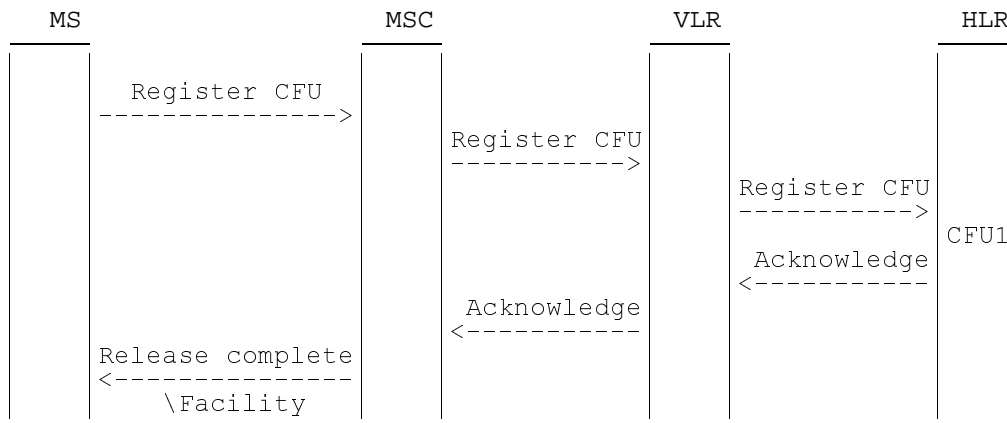 MS MSC VLR HLR
Register CFU
--------------->
Register CFU
----------->
Register CFU
----------->
CFU1
Acknowledge
<-----------
Acknowledge
<-----------
Release complete
<---------------
\Facility